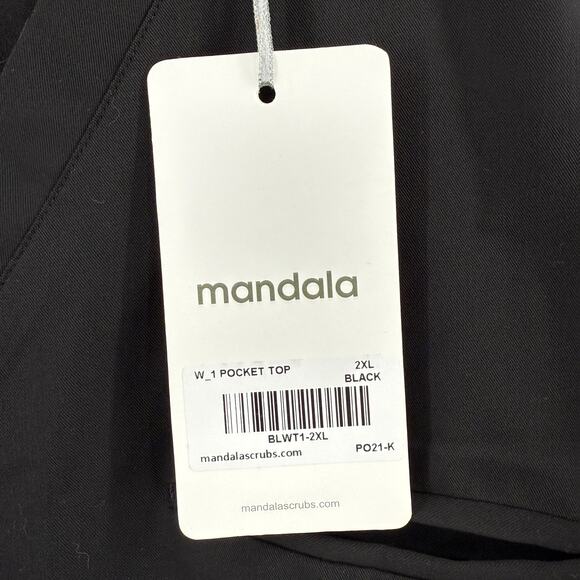 mandala
W_1 POCKET TOP 2XL
BLACK
BLWT1-2XL
mandalascrubs.com PO21-K
mandalascrubs.com